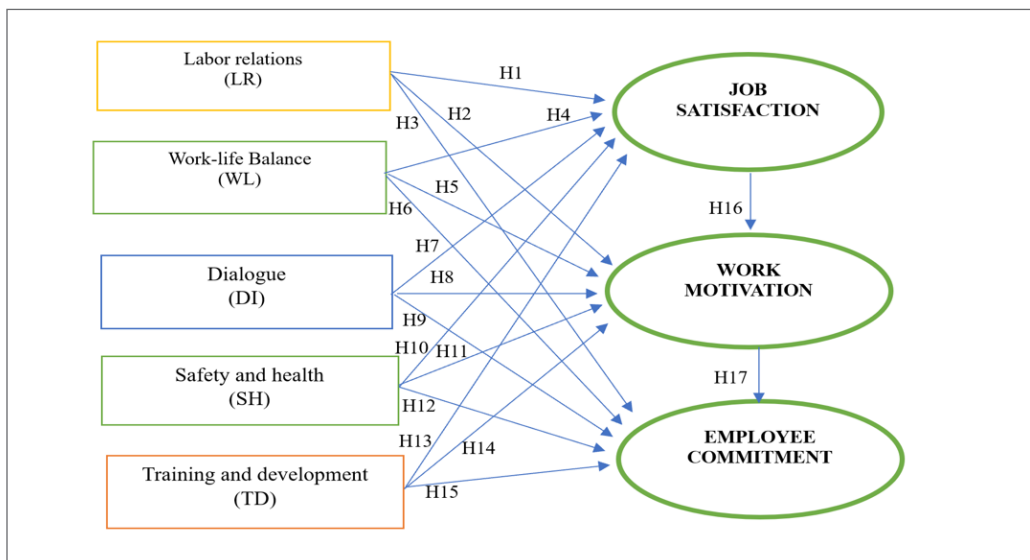 Labor relations
(LR)
Work-life Balance
(WL)
Dialogue
(DI)
Safety and health
(SH)
Training and development
(TD)
H1
H2
H3
H4
H5
H6
H7
H8
H9
H10
H11
H12
H13
H14
H15
JOB
SATISFACTION
H16
WORK
MOTIVATION
H17
EMPLOYEE
COMMITMENT